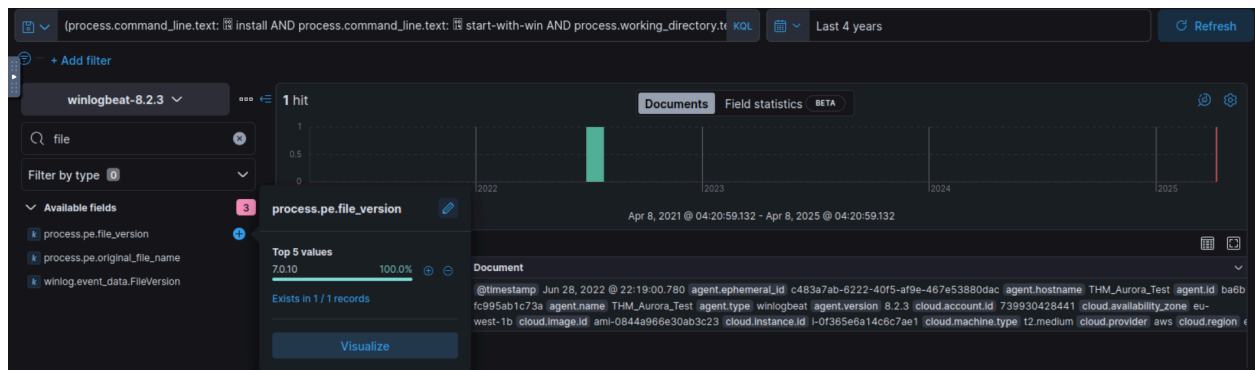 (process.command_line.text: install AND process.command_line.text: start-with-win AND process.working_directory.te KQL Last 4 years Refresh
+ Add filter
winlogbeat-8.2.3
1 hit
Documents Field statistics BETA
file
Filter by type 0
1
0.5
0
2022 2023 2024 2025
Apr 8, 2021 @ 04:20:59.132 - Apr 8, 2025 @ 04:20:59.132
Available fields 3
k process.pe.file_version
k process.pe.original_file_name
k winlog.event_data.FileVersion
process.pe.file_version
Top 5 values
7.0.10 100.0%
Exists in 1 / 1 records
Visualize
Document
@timestamp Jun 28, 2022 @ 22:19:00.780 agent.ephemeral_id c483a7ab-6222-40f5-af9e-467e53880dac agent.hostname THM_Aurora_Test agent.id ba6b
fc995ab1c73a agent.name THM_Aurora_Test agent.type winlogbeat agent.version 8.2.3 cloud.account.id 739930428441 cloud.availability_zone eu-
west-1b cloud.image.id ami-0844a966e30ab3c23 cloud.instance.id i-0f365e6a14c6c7ae1 cloud.machine.type t2.medium cloud.provider aws cloud.region e